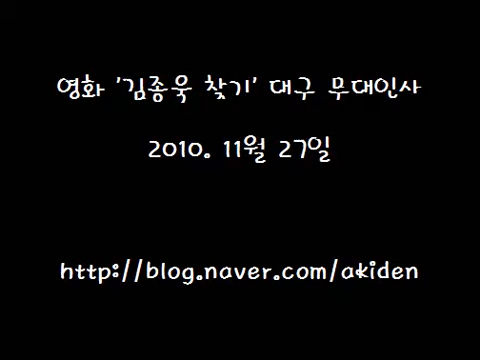 영화 '김종욱 찾기' 대구 무대인사
2010. 11월 27일
http://blog.naver.com/akiden